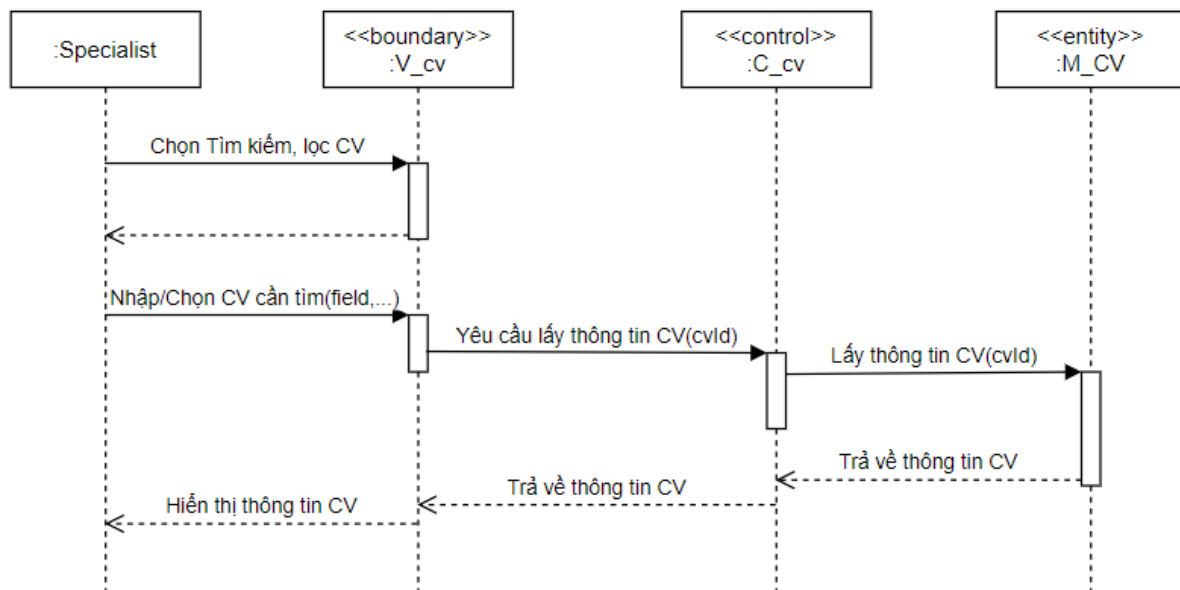 :Specialist
<<boundary>>
:V_cv
<<control>>
:C_cv
<<entity>>
:M_CV
Chọn Tìm kiếm, lọc CV
Nhập/Chọn CV cần tìm(field,...)
Yêu cầu lấy thông tin CV(cvId)
Lấy thông tin CV(cvId)
Trả về thông tin CV
Trả về thông tin CV
Hiển thị thông tin CV